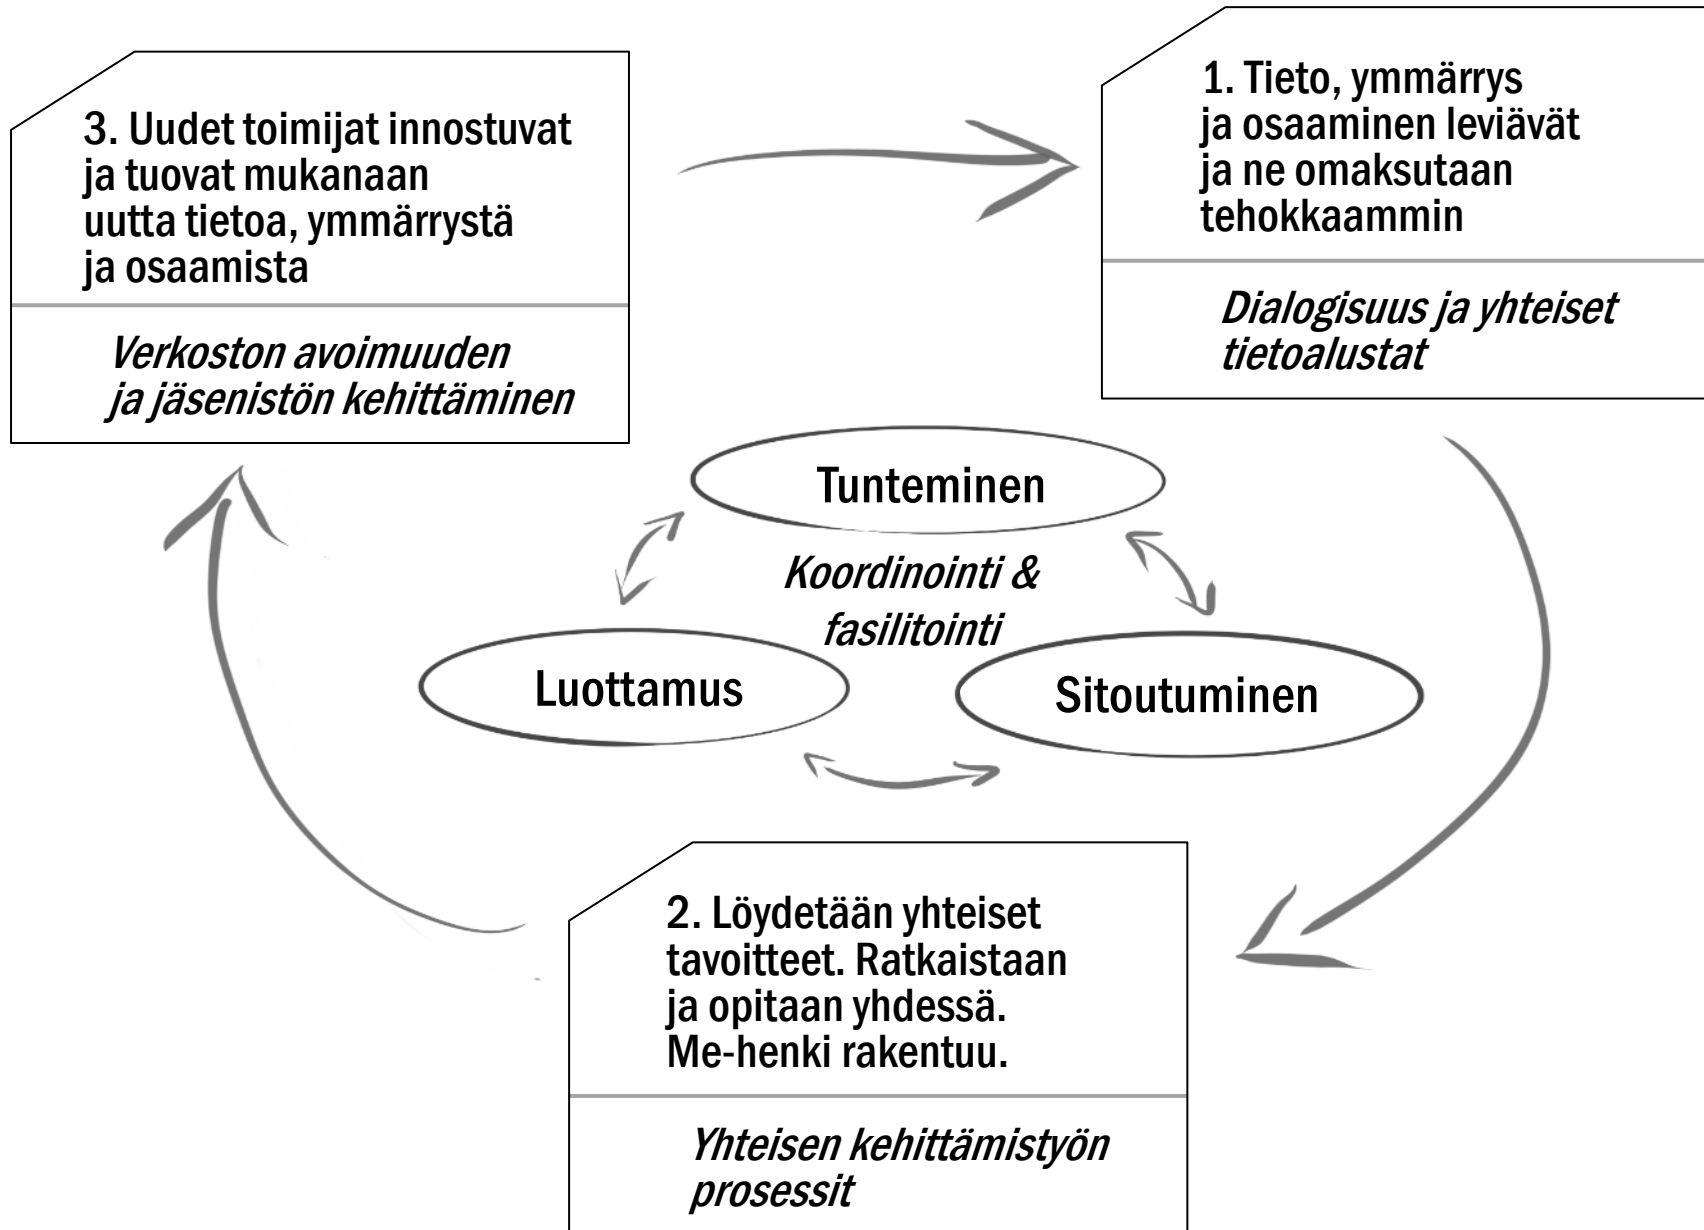 3. Uudet toimijat innostuvat
ja tuovat mukanaan
uutta tietoa, ymmärrystä
ja osaamista
Verkoston avoimuuden
ja jäsenistön kehittäminen
1. Tieto, ymmärrys
ja osaaminen leviävät
ja ne omaksutaan
tehokkaammin
Dialogisuus ja yhteiset
tietoalustat
Tunteminen
Koordinointi &
fasilitointi
Luottamus
Sitoutuminen
2. Löydetään yhteiset
tavoitteet. Ratkaistaan
ja opitaan yhdessä.
Me-henki rakentuu.
Yhteisen kehittämistyön
prosessit